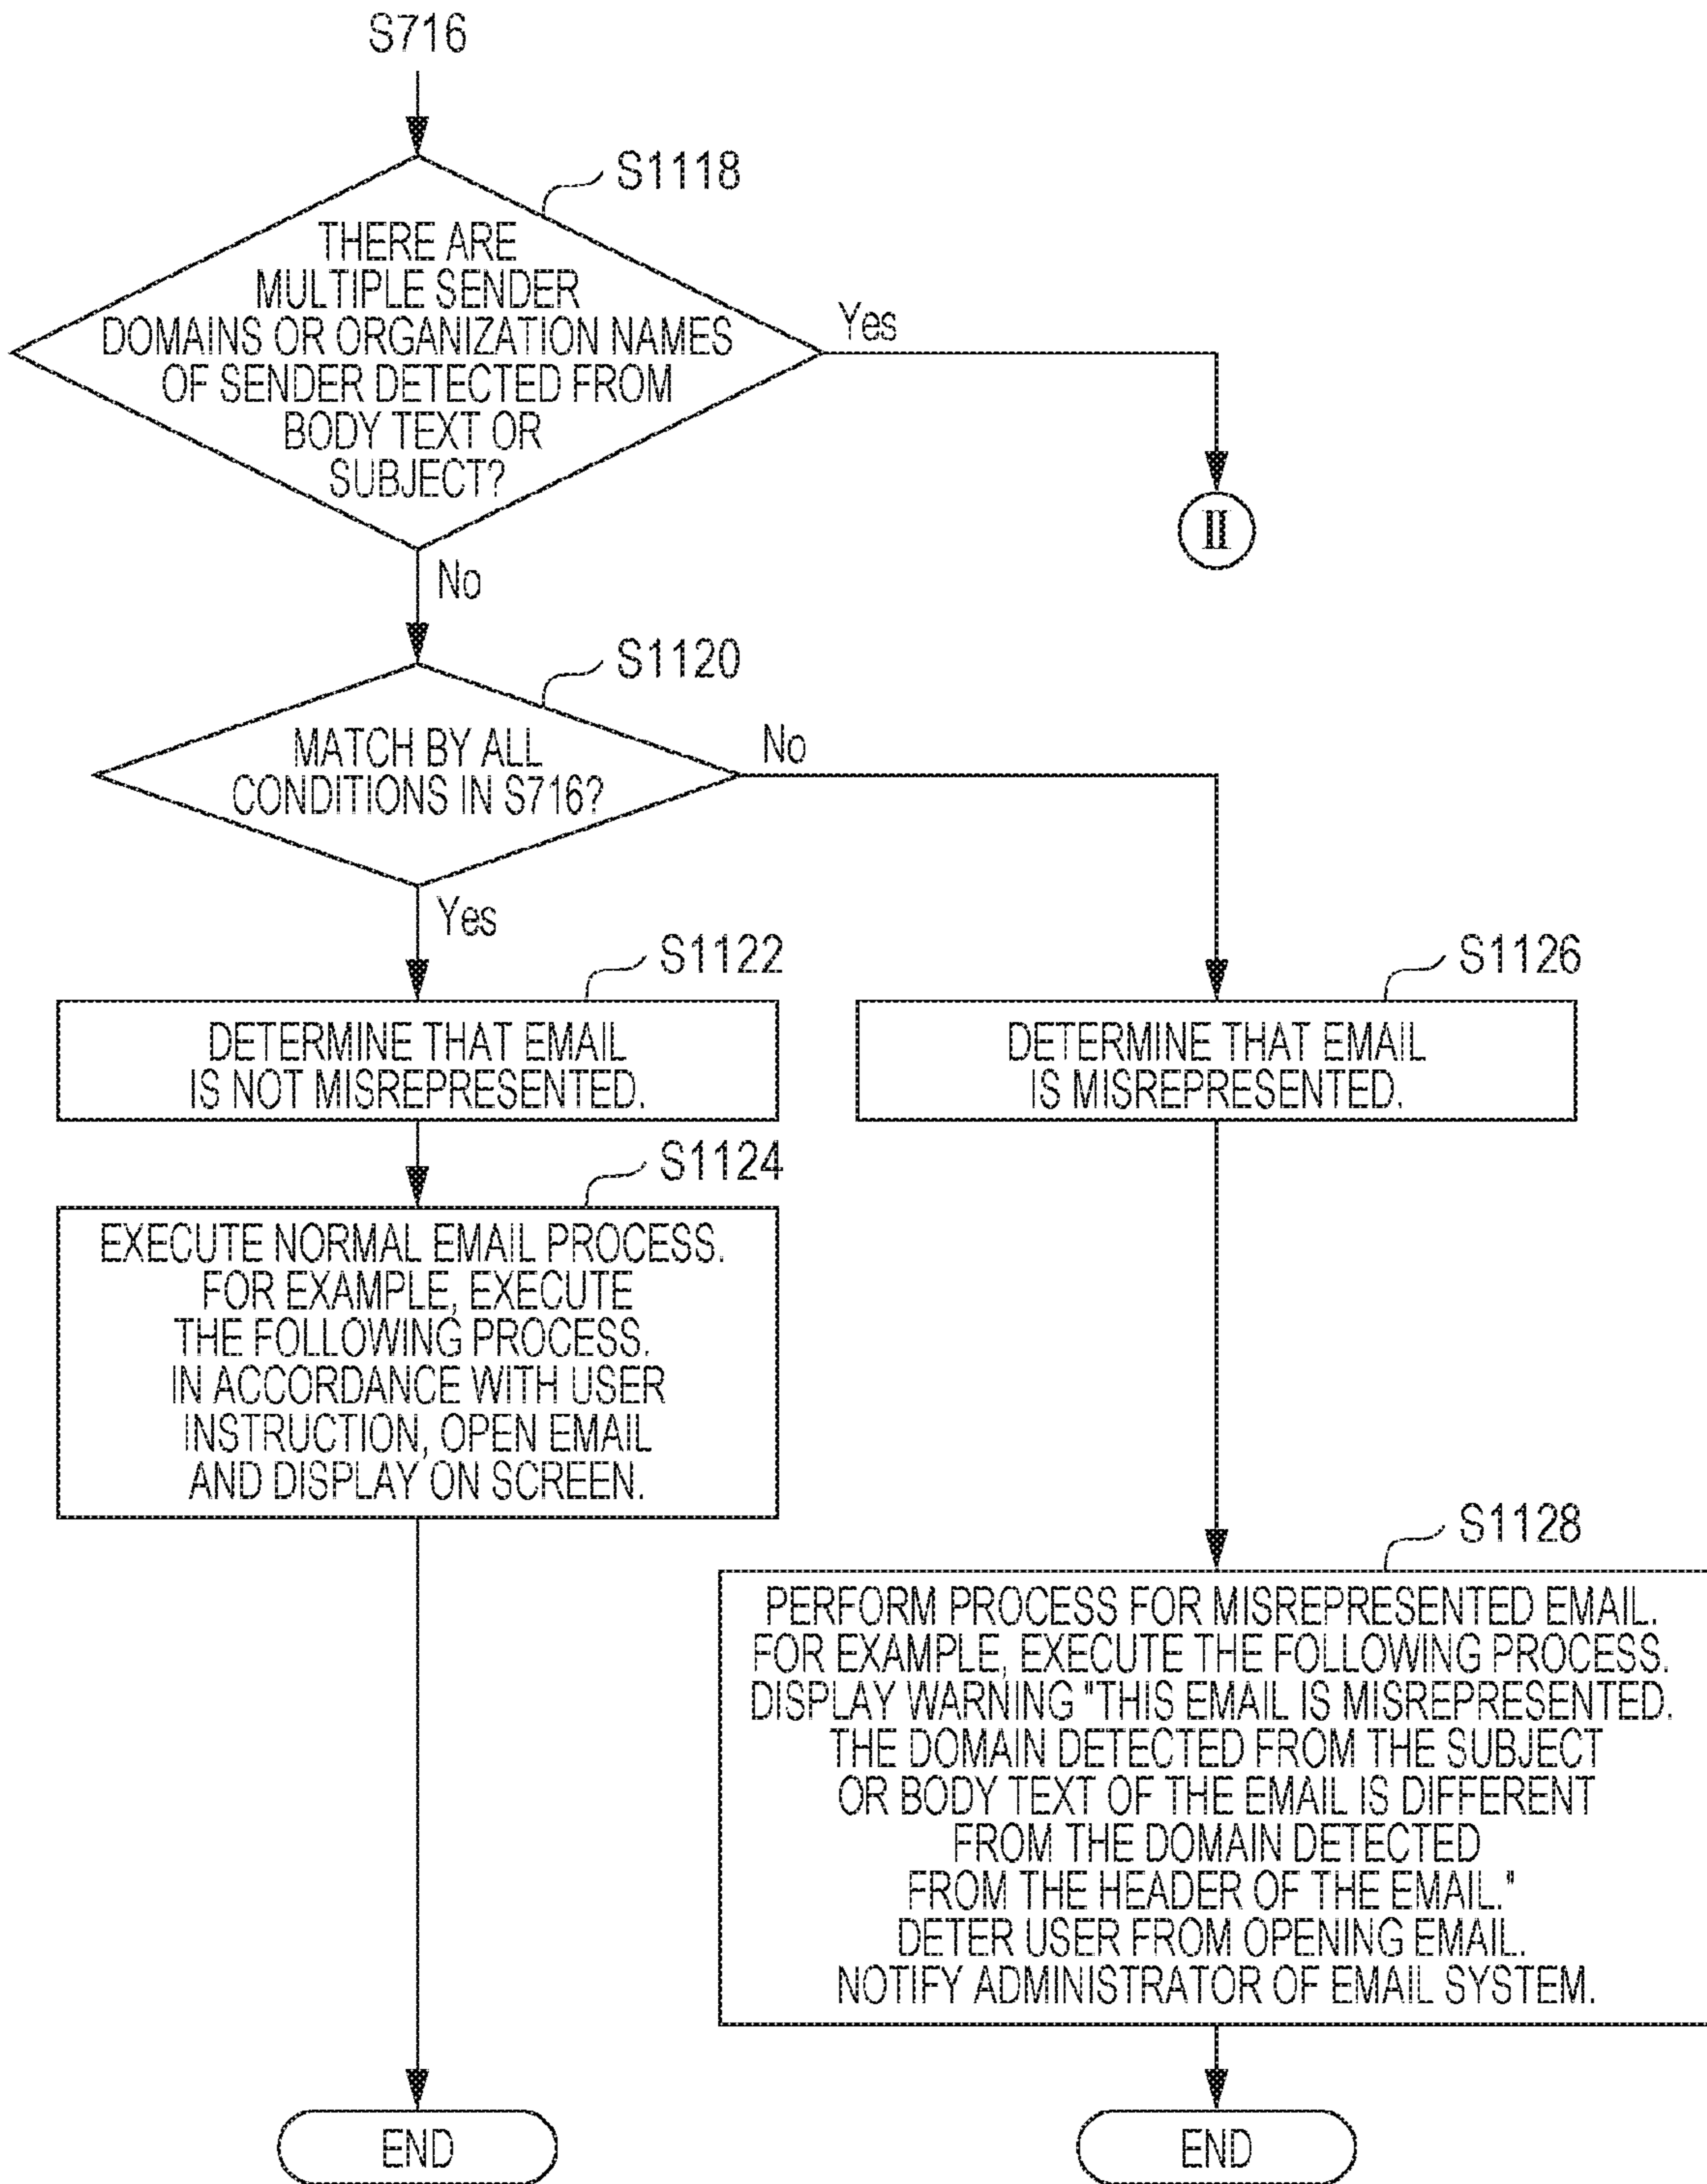 S716
S1118
THERE ARE
MULTIPLE SENDER
DOMAINS OR ORGANIZATION NAMES
OF SENDER DETECTED FROM
BODY TEXT OR
SUBJECT?
Yes
II
No
S1120
MATCH BY ALL
CONDITIONS IN S716?
No
Yes
S1122
DETERMINE THAT EMAIL
IS NOT MISREPRESENTED.
S1126
DETERMINE THAT EMAIL
IS MISREPRESENTED.
S1124
EXECUTE NORMAL EMAIL PROCESS.
FOR EXAMPLE, EXECUTE
THE FOLLOWING PROCESS.
IN ACCORDANCE WITH USER
INSTRUCTION, OPEN EMAIL
AND DISPLAY ON SCREEN.
S1128
PERFORM PROCESS FOR MISREPRESENTED EMAIL.
FOR EXAMPLE, EXECUTE THE FOLLOWING PROCESS.
DISPLAY WARNING "THIS EMAIL IS MISREPRESENTED.
THE DOMAIN DETECTED FROM THE SUBJECT
OR BODY TEXT OF THE EMAIL IS DIFFERENT
FROM THE DOMAIN DETECTED
FROM THE HEADER OF THE EMAIL."
DETER USER FROM OPENING EMAIL.
NOTIFY ADMINISTRATOR OF EMAIL SYSTEM.
END
END